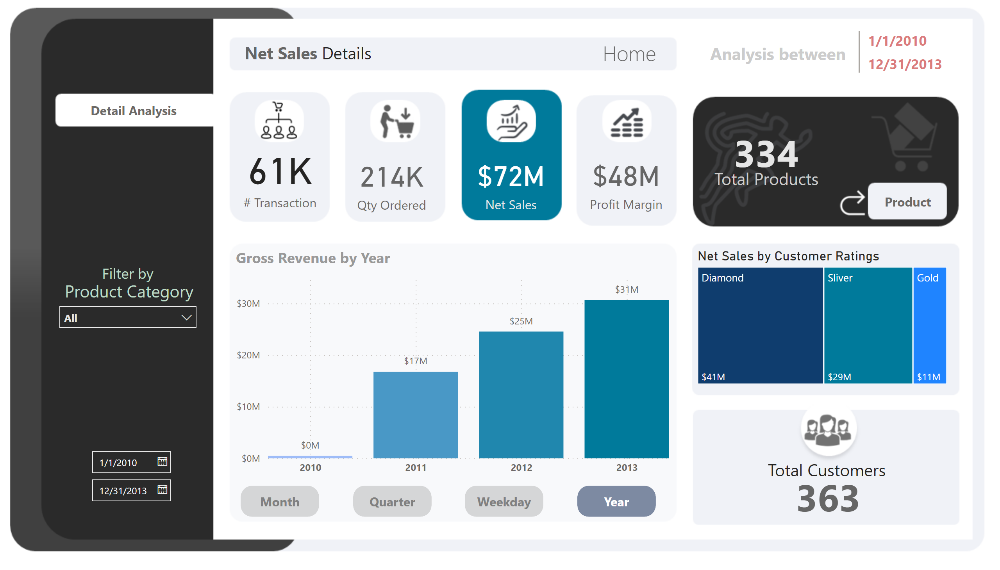 Net Sales Details
Home
Analysis between
1/1/2010
12/31/2013
Detail Analysis
Filter by
Product Category
All
1/1/2010
12/31/2013
61K
# Transaction
214K
Qty Ordered
$72M
Net Sales
$48M
Profit Margin
334
Total Products
Product
Gross Revenue by Year
$30M
$20M
$10M
$0M
$0M
$17M
$25M
$31M
2010
2011
2012
2013
Month
Quarter
Weekday
Year
Net Sales by Customer Ratings
Diamond
Sliver
Gold
$41M
$29M
$11M
Total Customers
363